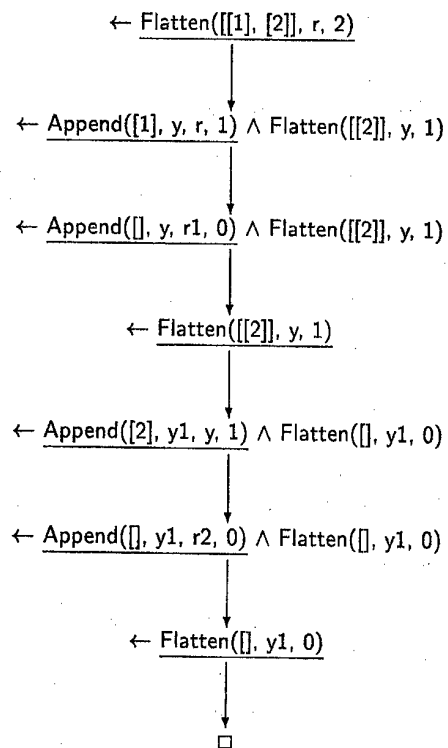 ← Flatten([[1], [2]], r, 2)
← Append([1], y, r, 1) ∧ Flatten([[2]], y, 1)
← Append([], y, r1, 0) ∧ Flatten([[2]], y, 1)
← Flatten([[2]], y, 1)
← Append([2], y1, y, 1) ∧ Flatten([], y1, 0)
← Append([], y1, r2, 0) ∧ Flatten([], y1, 0)
← Flatten([], y1, 0)
□